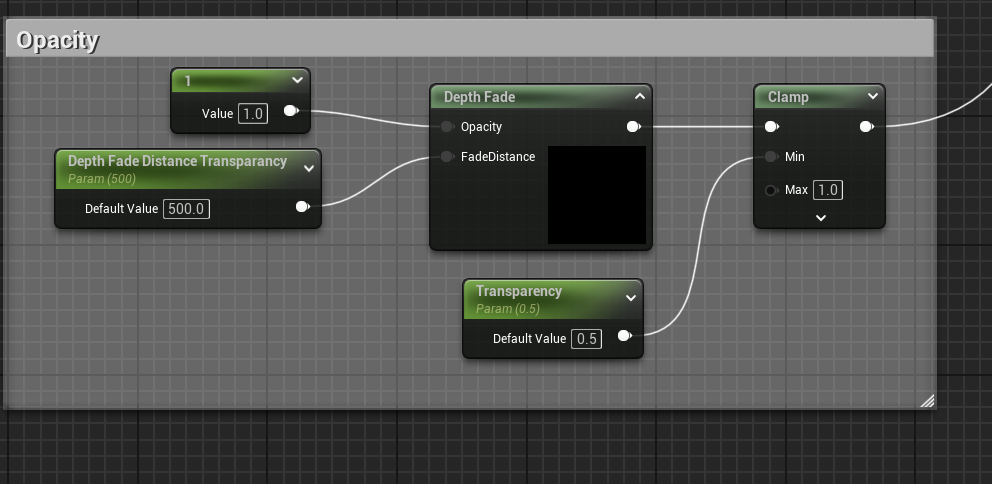 Opacity
1
Value 1.0
Depth Fade Distance Transparancy
Param (500)
Default Value 500.0
Depth Fade
Opacity
FadeDistance
Transparency
Param (0.5)
Default Value 0.5
Clamp
Min
Max 1.0